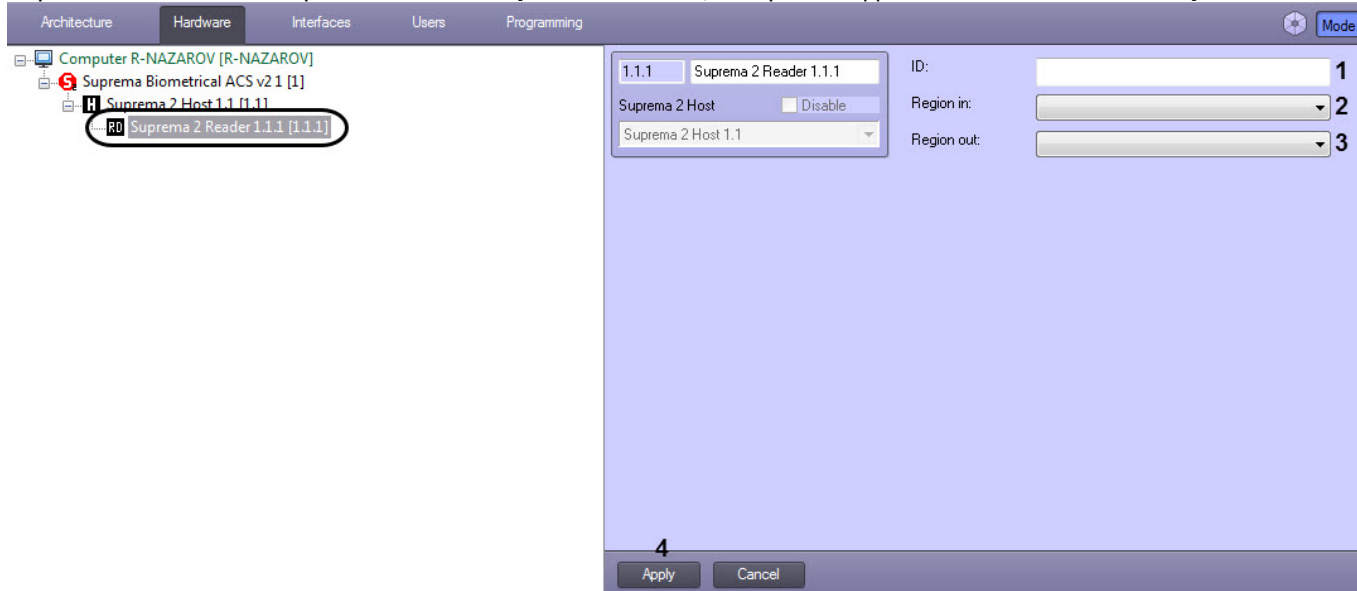 Architecture Hardware Interfaces Users Programming Mode
Computer R-NAZAROV [R-NAZAROV]
Suprema Biometrical ACS v2 1 [1]
H Suprema 2 Host 1.1 [1.1]
RD Suprema 2 Reader 1.1.1 [1.1.1]
1.1.1 Suprema 2 Reader 1.1.1
Suprema 2 Host Disable
Suprema 2 Host 1.1
ID: 1
Region in: 2
Region out: 3
4
Apply Cancel